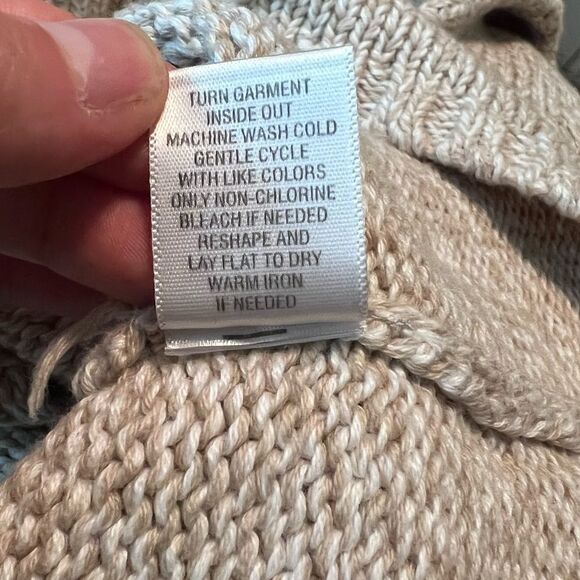 TURN GARMENT
INSIDE OUT
MACHINE WASH COLD
GENTLE CYCLE
WITH LIKE COLORS
ONLY NON-CHLORINE
BLEACH IF NEEDED
RESHAPE AND
LAY FLAT TO DRY
WARM IRON
IF NEEDED